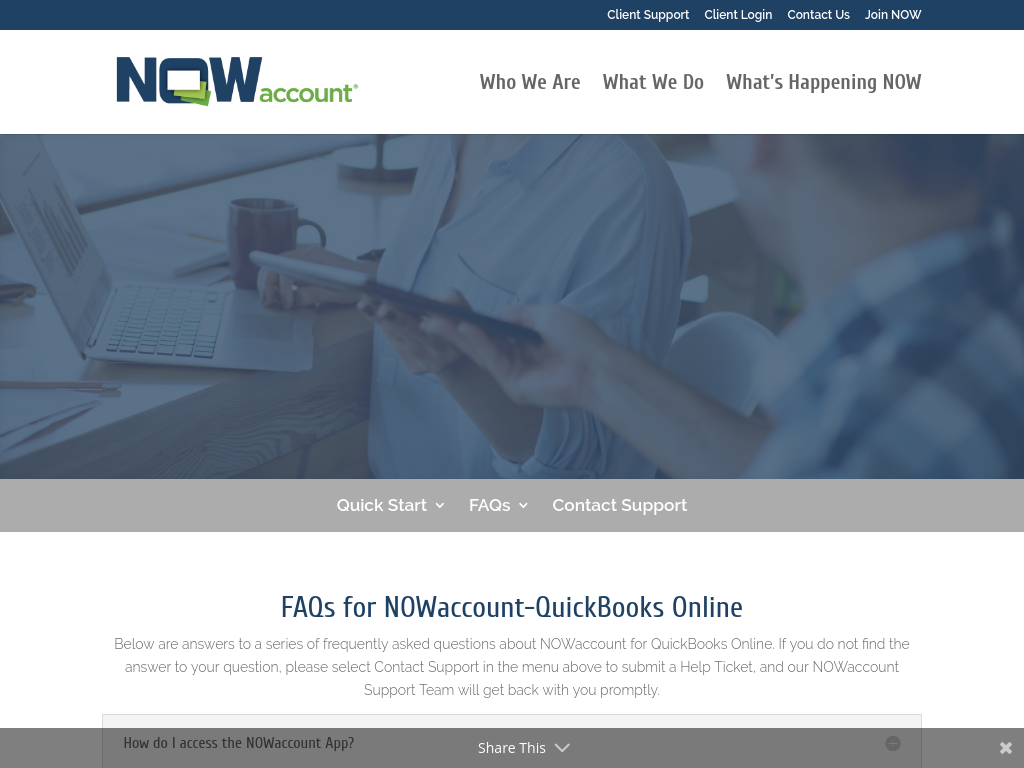 Client Support Client Login Contact Us Join NOW
NOWaccount®
Who We Are What We Do What's Happening NOW
Quick Start FAQs Contact Support
FAQs for NOWaccount-QuickBooks Online
Below are answers to a series of frequently asked questions about NOWaccount for QuickBooks Online. If you do not find the
answer to your question, please select Contact Support in the menu above to submit a Help Ticket, and our NOWaccount
Support Team will get back with you promptly.
How do I access the NOWaccount App?
Share This